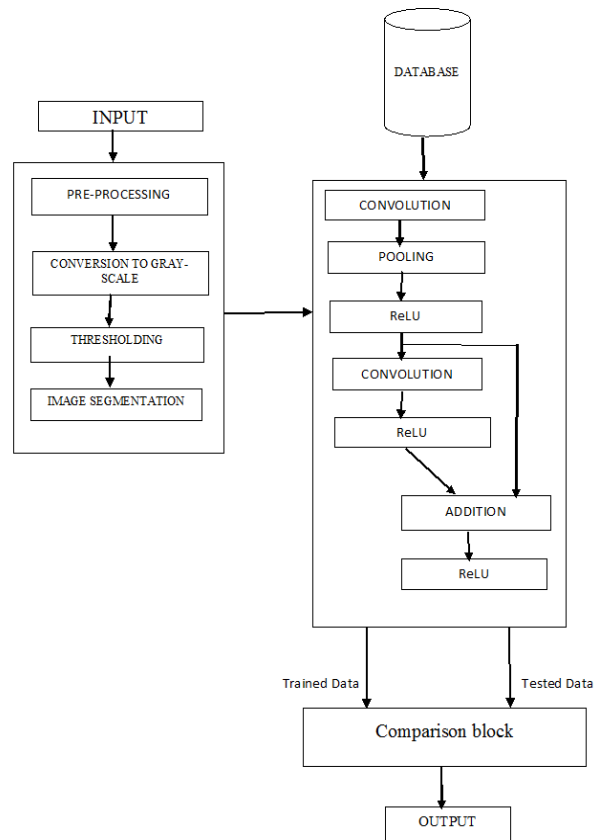 DATABASE
INPUT
PRE-PROCESSING
CONVERSION TO GRAY-
SCALE
THRESHOLDING
IMAGE SEGMENTATION
CONVOLUTION
POOLING
ReLU
CONVOLUTION
ReLU
ADDITION
ReLU
Trained Data
Tested Data
Comparison block
OUTPUT